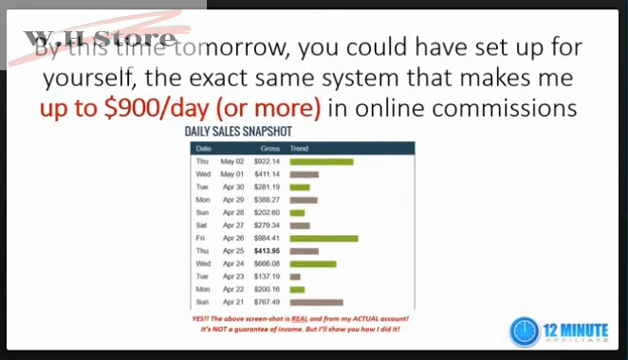 W.H Store
By this time tomorrow, you could have set up for
yourself, the exact same system that makes me
up to $900/day (or more) in online commissions
DAILY SALES SNAPSHOT
Date Gross Trend
Thu May 02 $922.14
Wed May 01 $411.14
Tue Apr 30 $281.19
Mon Apr 29 $388.27
Sun Apr 28 $202.60
Sat Apr 27 $279.34
Fri Apr 26 $984.41
Thu Apr 25 $413.95
Wed Apr 24 $666.08
Tue Apr 23 $137.19
Mon Apr 22 $200.16
Sun Apr 21 $767.49
YES!! The above screen-shot is REAL and from my ACTUAL account!
It's NOT a guarantee of income. But I'll show you how I did it!
12 MINUTE
AFFILIATE